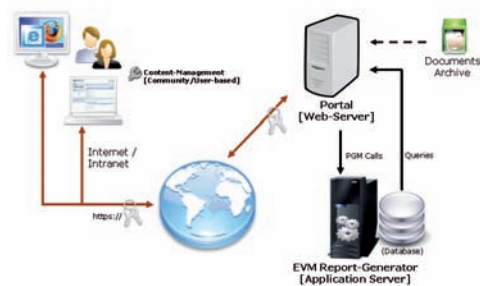 Content-Management
[Community/User-based]
Documents
Archive
Portal
[Web-Server]
Internet /
Intranet
PGM Calls
Queries
https://
(Database)
EVM Report-Generator
[Application Server]